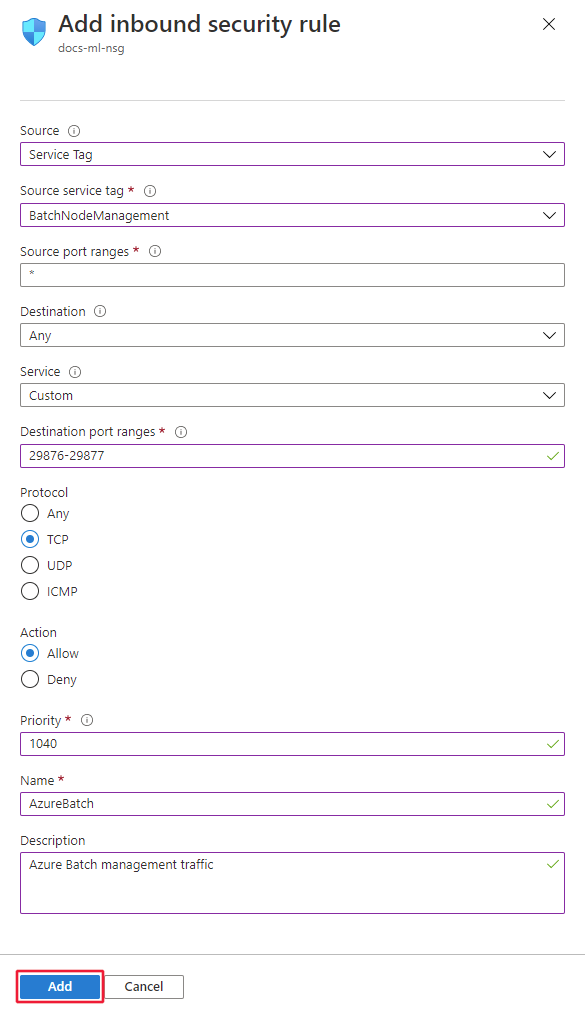 Add inbound security rule
docs-ml-nsg
Source
Service Tag
Source service tag *
BatchNodeManagement
Source port ranges *
*
Destination
Any
Service
Custom
Destination port ranges *
29876-29877
Protocol
Any
TCP
UDP
ICMP
Action
Allow
Deny
Priority *
1040
Name *
AzureBatch
Description
Azure Batch management traffic
Add Cancel